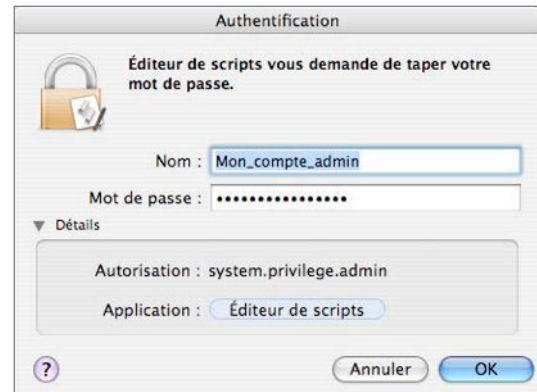 Authentification
Éditeur de scripts vous demande de taper votre
mot de passe.
Nom : Mon_compte_admin
Mot de passe : ••••••••••••••••
Détails
Autorisation : system.privilege.admin
Application : Éditeur de scripts
? Annuler OK